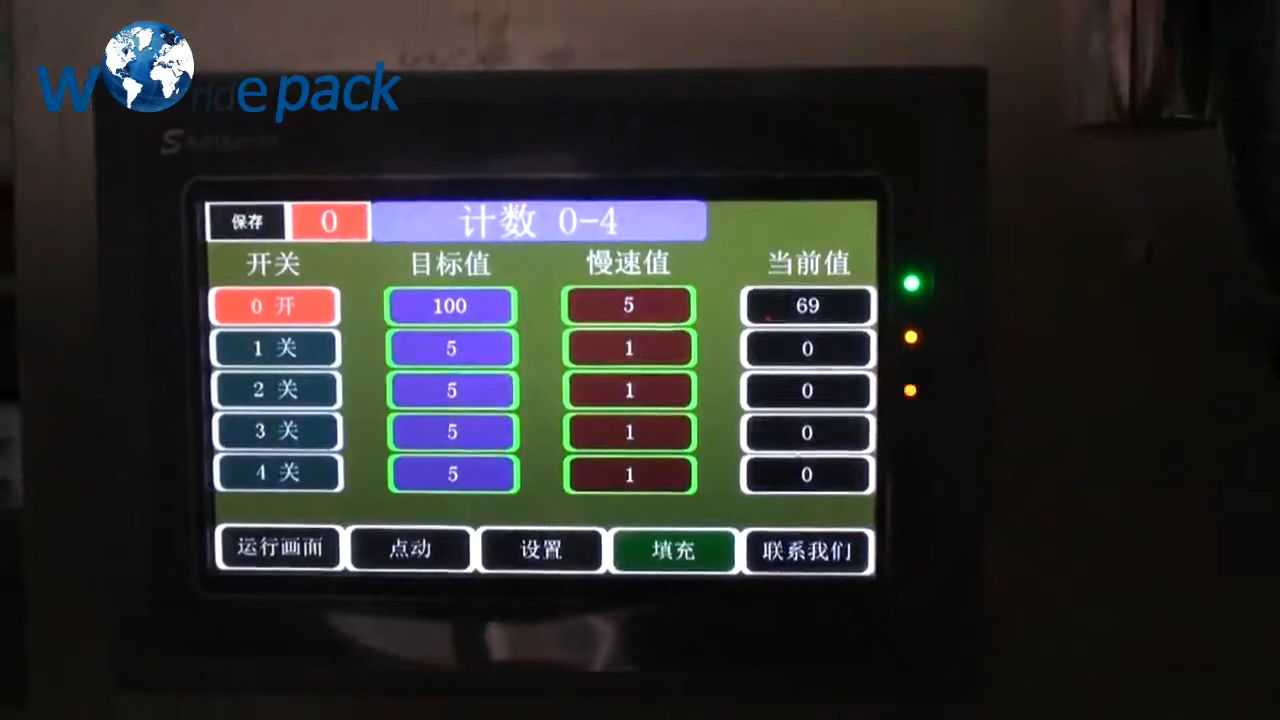 Worldepack
保存 0 计数 0-4
开关 目标值 慢速值 当前值
0 开 100 5 69
1 关 5 1 0
2 关 5 1 0
3 关 5 1 0
4 关 5 1 0
运行画面 点动 设置 填充 联系我们